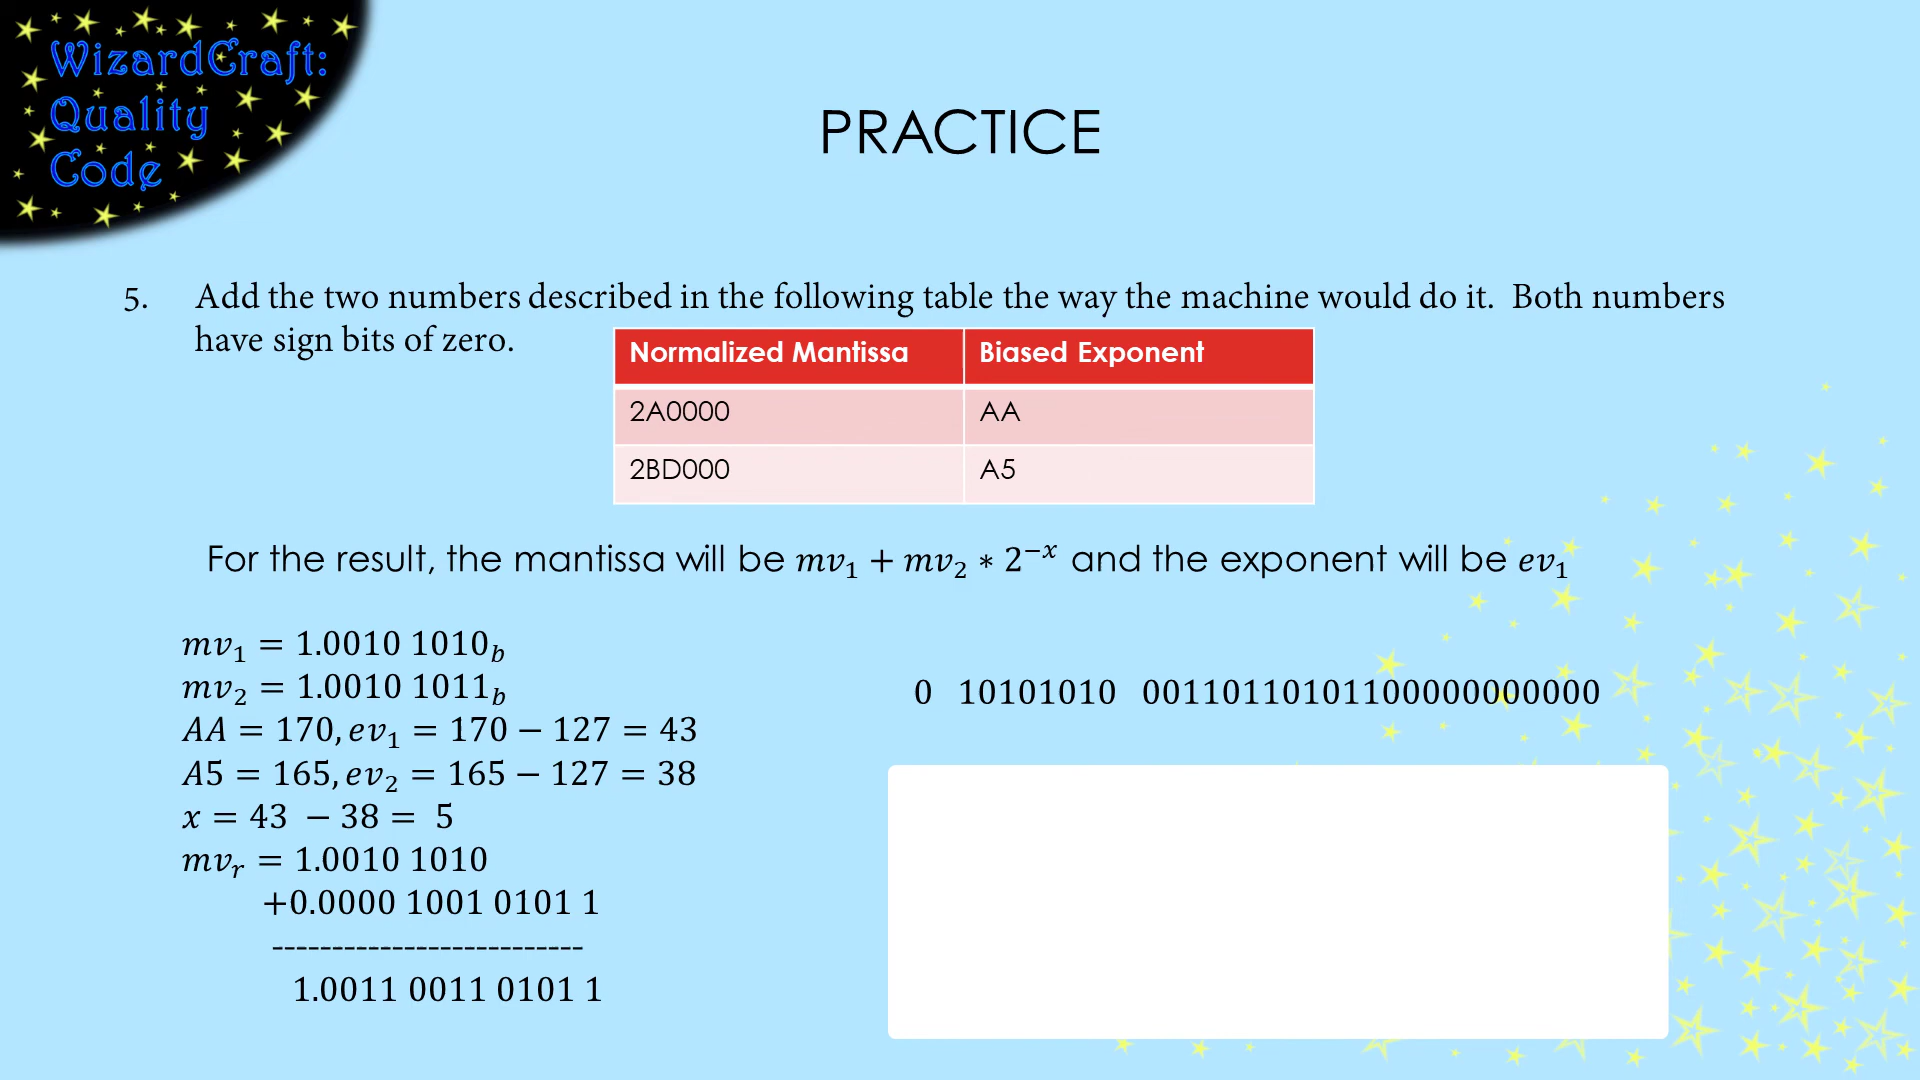 WizardCraft:
Quality
Code
PRACTICE
5. Add the two numbers described in the following table the way the machine would do it. Both numbers
have sign bits of zero.
Normalized Mantissa Biased Exponent
2A0000 AA
2BD000 A5
For the result, the mantissa will be mv₁ + mv₂ ∗ 2⁻ˣ and the exponent will be ev₁
mv₁ = 1.0010 1010_b
mv₂ = 1.0010 1011_b
AA = 170, ev₁ = 170 − 127 = 43
A5 = 165, ev₂ = 165 − 127 = 38
x = 43 − 38 = 5
mvᵣ = 1.0010 1010
+0.0000 1001 0101 1
--------------------------
1.0011 0011 0101 1
0 10101010 00110110101100000000000